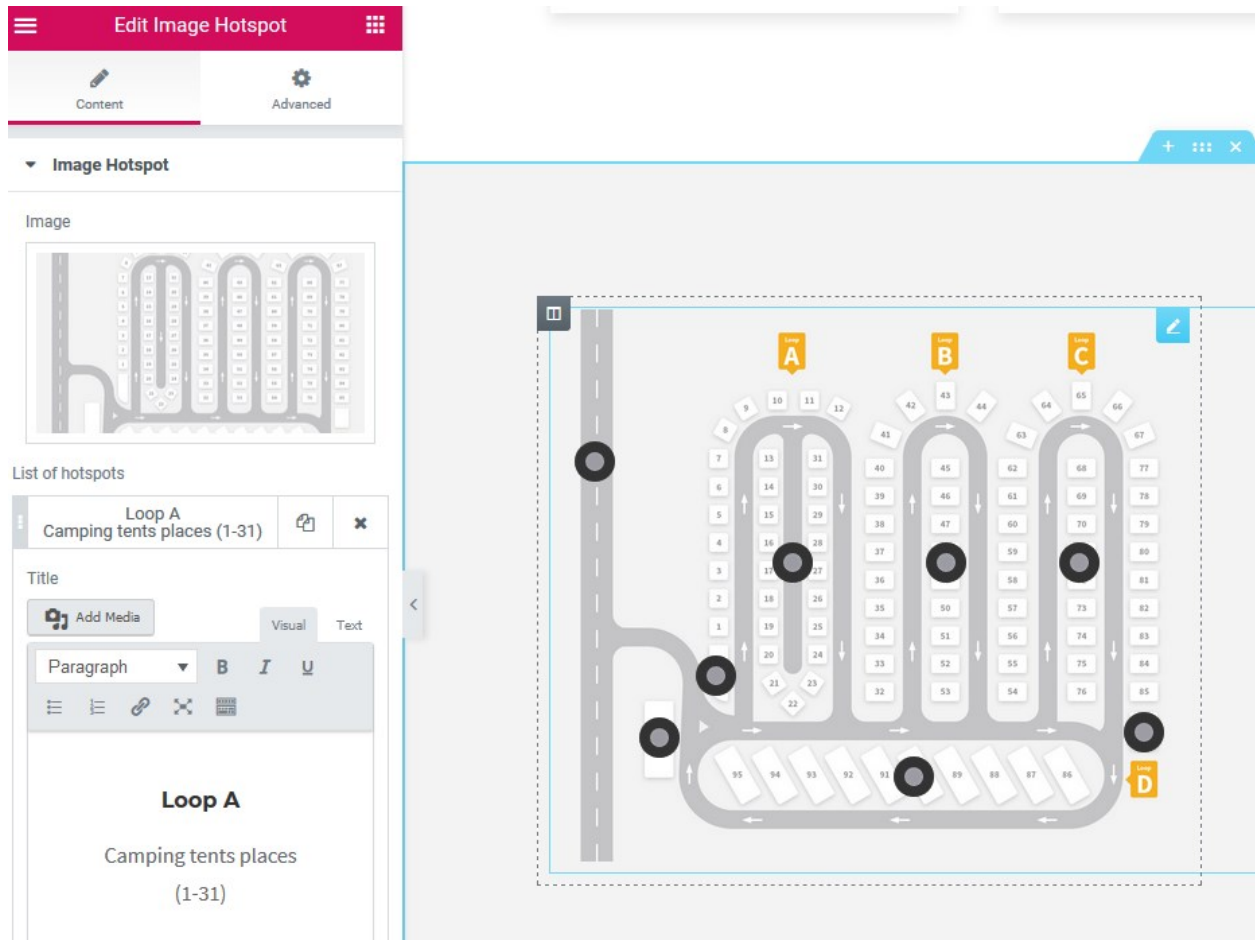 Edit Image Hotspot
Content
Advanced
Image Hotspot
Image
List of hotspots
Loop A
Camping tents places (1-31)
Title
Add Media
Visual
Text
Paragraph
B
I
U
Loop A
Camping tents places
(1-31)
Loop
A
Loop
B
Loop
C
10 11
9 12
8
7 13 31
6 14 30
5 15 29
4 16 28
3 17 27
2 18 26
1 19 25
20 24
21 23
22
43
42 44
41
40 45
39 46
38 47
37
36
35 50
34 51
33 52
32 53
65
64 66
63 67
62 68 77
61 69 78
60 70 79
59 80
58 81
57 73 82
56 74 83
55 75 84
54 76 85
95 94 93 92 91 89 88 87 86
Loop
D